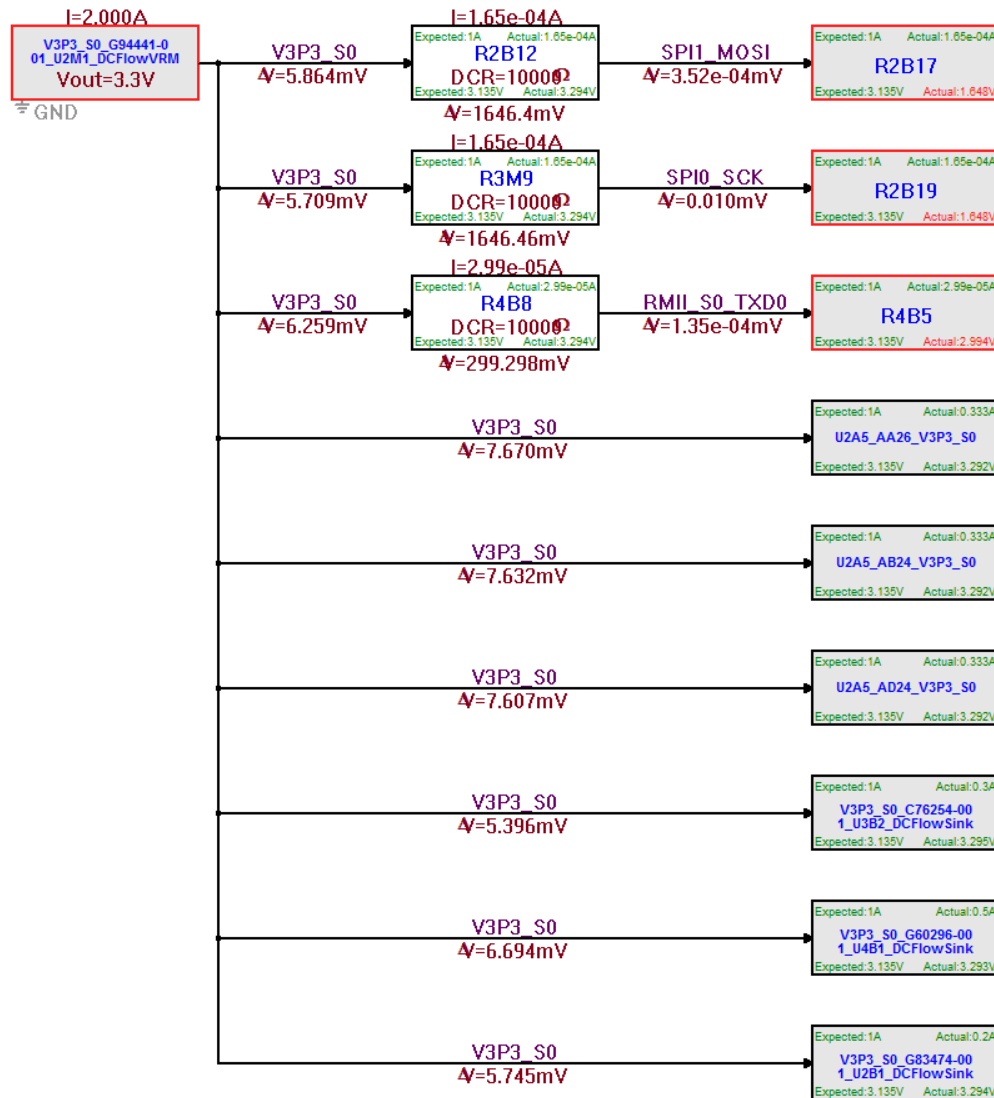 I=2.000A
V3P3_S0_G94441-0
01_U2M1_DCFlowVRM
Vout=3.3V
GND
V3P3_S0
ΔV=5.864mV
I=1.65e-04A
Expected:1A Actual:1.65e-04A
R2B12
DCR=10000Ω
Expected:3.135V Actual:3.294V
ΔV=1646.4mV
SPI1_MOSI
ΔV=3.52e-04mV
Expected:1A Actual:1.65e-04A
R2B17
Expected:3.135V Actual:1.648V
V3P3_S0
ΔV=5.709mV
I=1.65e-04A
Expected:1A Actual:1.65e-04A
R3M9
DCR=10000Ω
Expected:3.135V Actual:3.294V
ΔV=1646.46mV
SPI0_SCK
ΔV=0.010mV
Expected:1A Actual:1.65e-04A
R2B19
Expected:3.135V Actual:1.648V
V3P3_S0
ΔV=6.259mV
I=2.99e-05A
Expected:1A Actual:2.99e-05A
R4B8
DCR=10000Ω
Expected:3.135V Actual:3.294V
ΔV=299.298mV
RMII_S0_TXD0
ΔV=1.35e-04mV
Expected:1A Actual:2.99e-05A
R4B5
Expected:3.135V Actual:2.994V
V3P3_S0
ΔV=7.670mV
Expected:1A Actual:0.333A
U2A5_AA26_V3P3_S0
Expected:3.135V Actual:3.292V
V3P3_S0
ΔV=7.632mV
Expected:1A Actual:0.333A
U2A5_AB24_V3P3_S0
Expected:3.135V Actual:3.292V
V3P3_S0
ΔV=7.607mV
Expected:1A Actual:0.333A
U2A5_AD24_V3P3_S0
Expected:3.135V Actual:3.292V
V3P3_S0
ΔV=5.396mV
Expected:1A Actual:0.3A
V3P3_S0_C76254-00
1_U3B2_DCFlowSink
Expected:3.135V Actual:3.295V
V3P3_S0
ΔV=6.694mV
Expected:1A Actual:0.5A
V3P3_S0_G60296-00
1_U4B1_DCFlowSink
Expected:3.135V Actual:3.293V
V3P3_S0
ΔV=5.745mV
Expected:1A Actual:0.2A
V3P3_S0_G83474-00
1_U2B1_DCFlowSink
Expected:3.135V Actual:3.294V